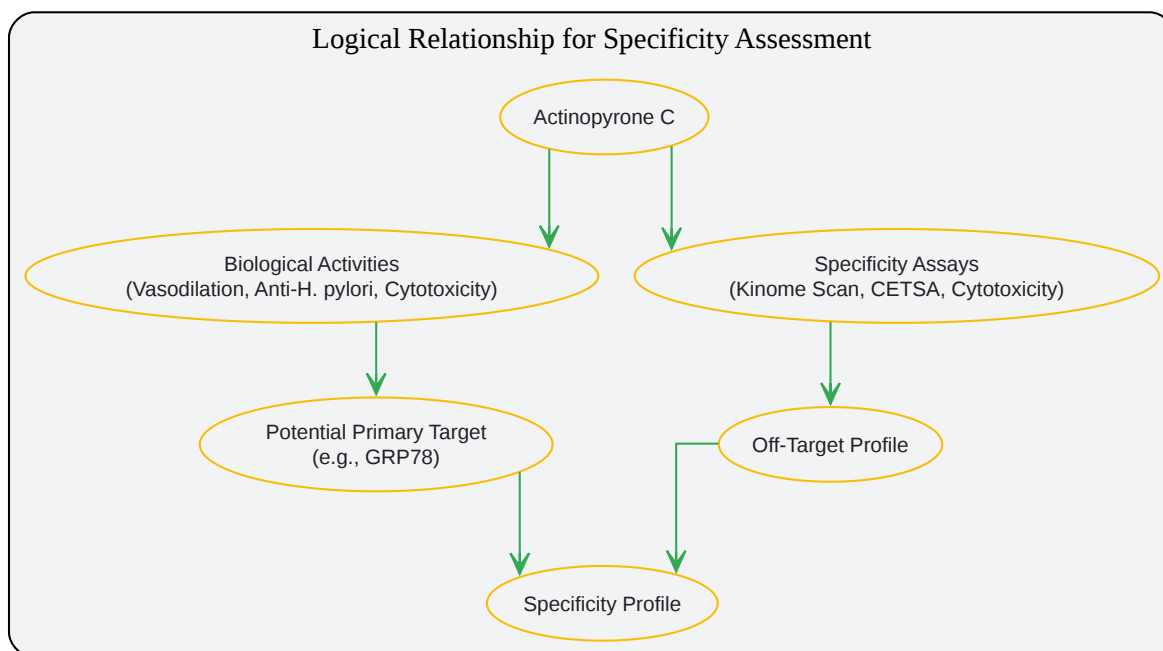 Logical Relationship for Specificity Assessment
Actinopyrone C
Biological Activities
(Vasodilation, Anti-H. pylori, Cytotoxicity)
Specificity Assays
(Kinome Scan, CETSA, Cytotoxicity)
Potential Primary Target
(e.g., GRP78)
Off-Target Profile
Specificity Profile